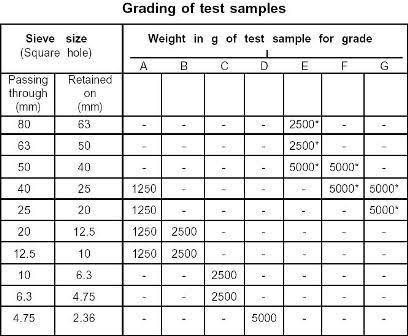 Grading of test samples
Sieve size Weight in g of test sample for grade
(Square hole)
A B C D E F G
Passing Retained
through on
(mm) (mm)
80 63 - - - - 2500* - -
63 50 - - - - 2500* - -
50 40 - - - - 5000* 5000* -
40 25 1250 - - - - 5000* 5000*
25 20 1250 - - - - - 5000*
20 12.5 1250 2500 - - - - -
12.5 10 1250 2500 - - - - -
10 6.3 - - 2500 - - - -
6.3 4.75 - - 2500 - - - -
4.75 2.36 - - - 5000 - - -